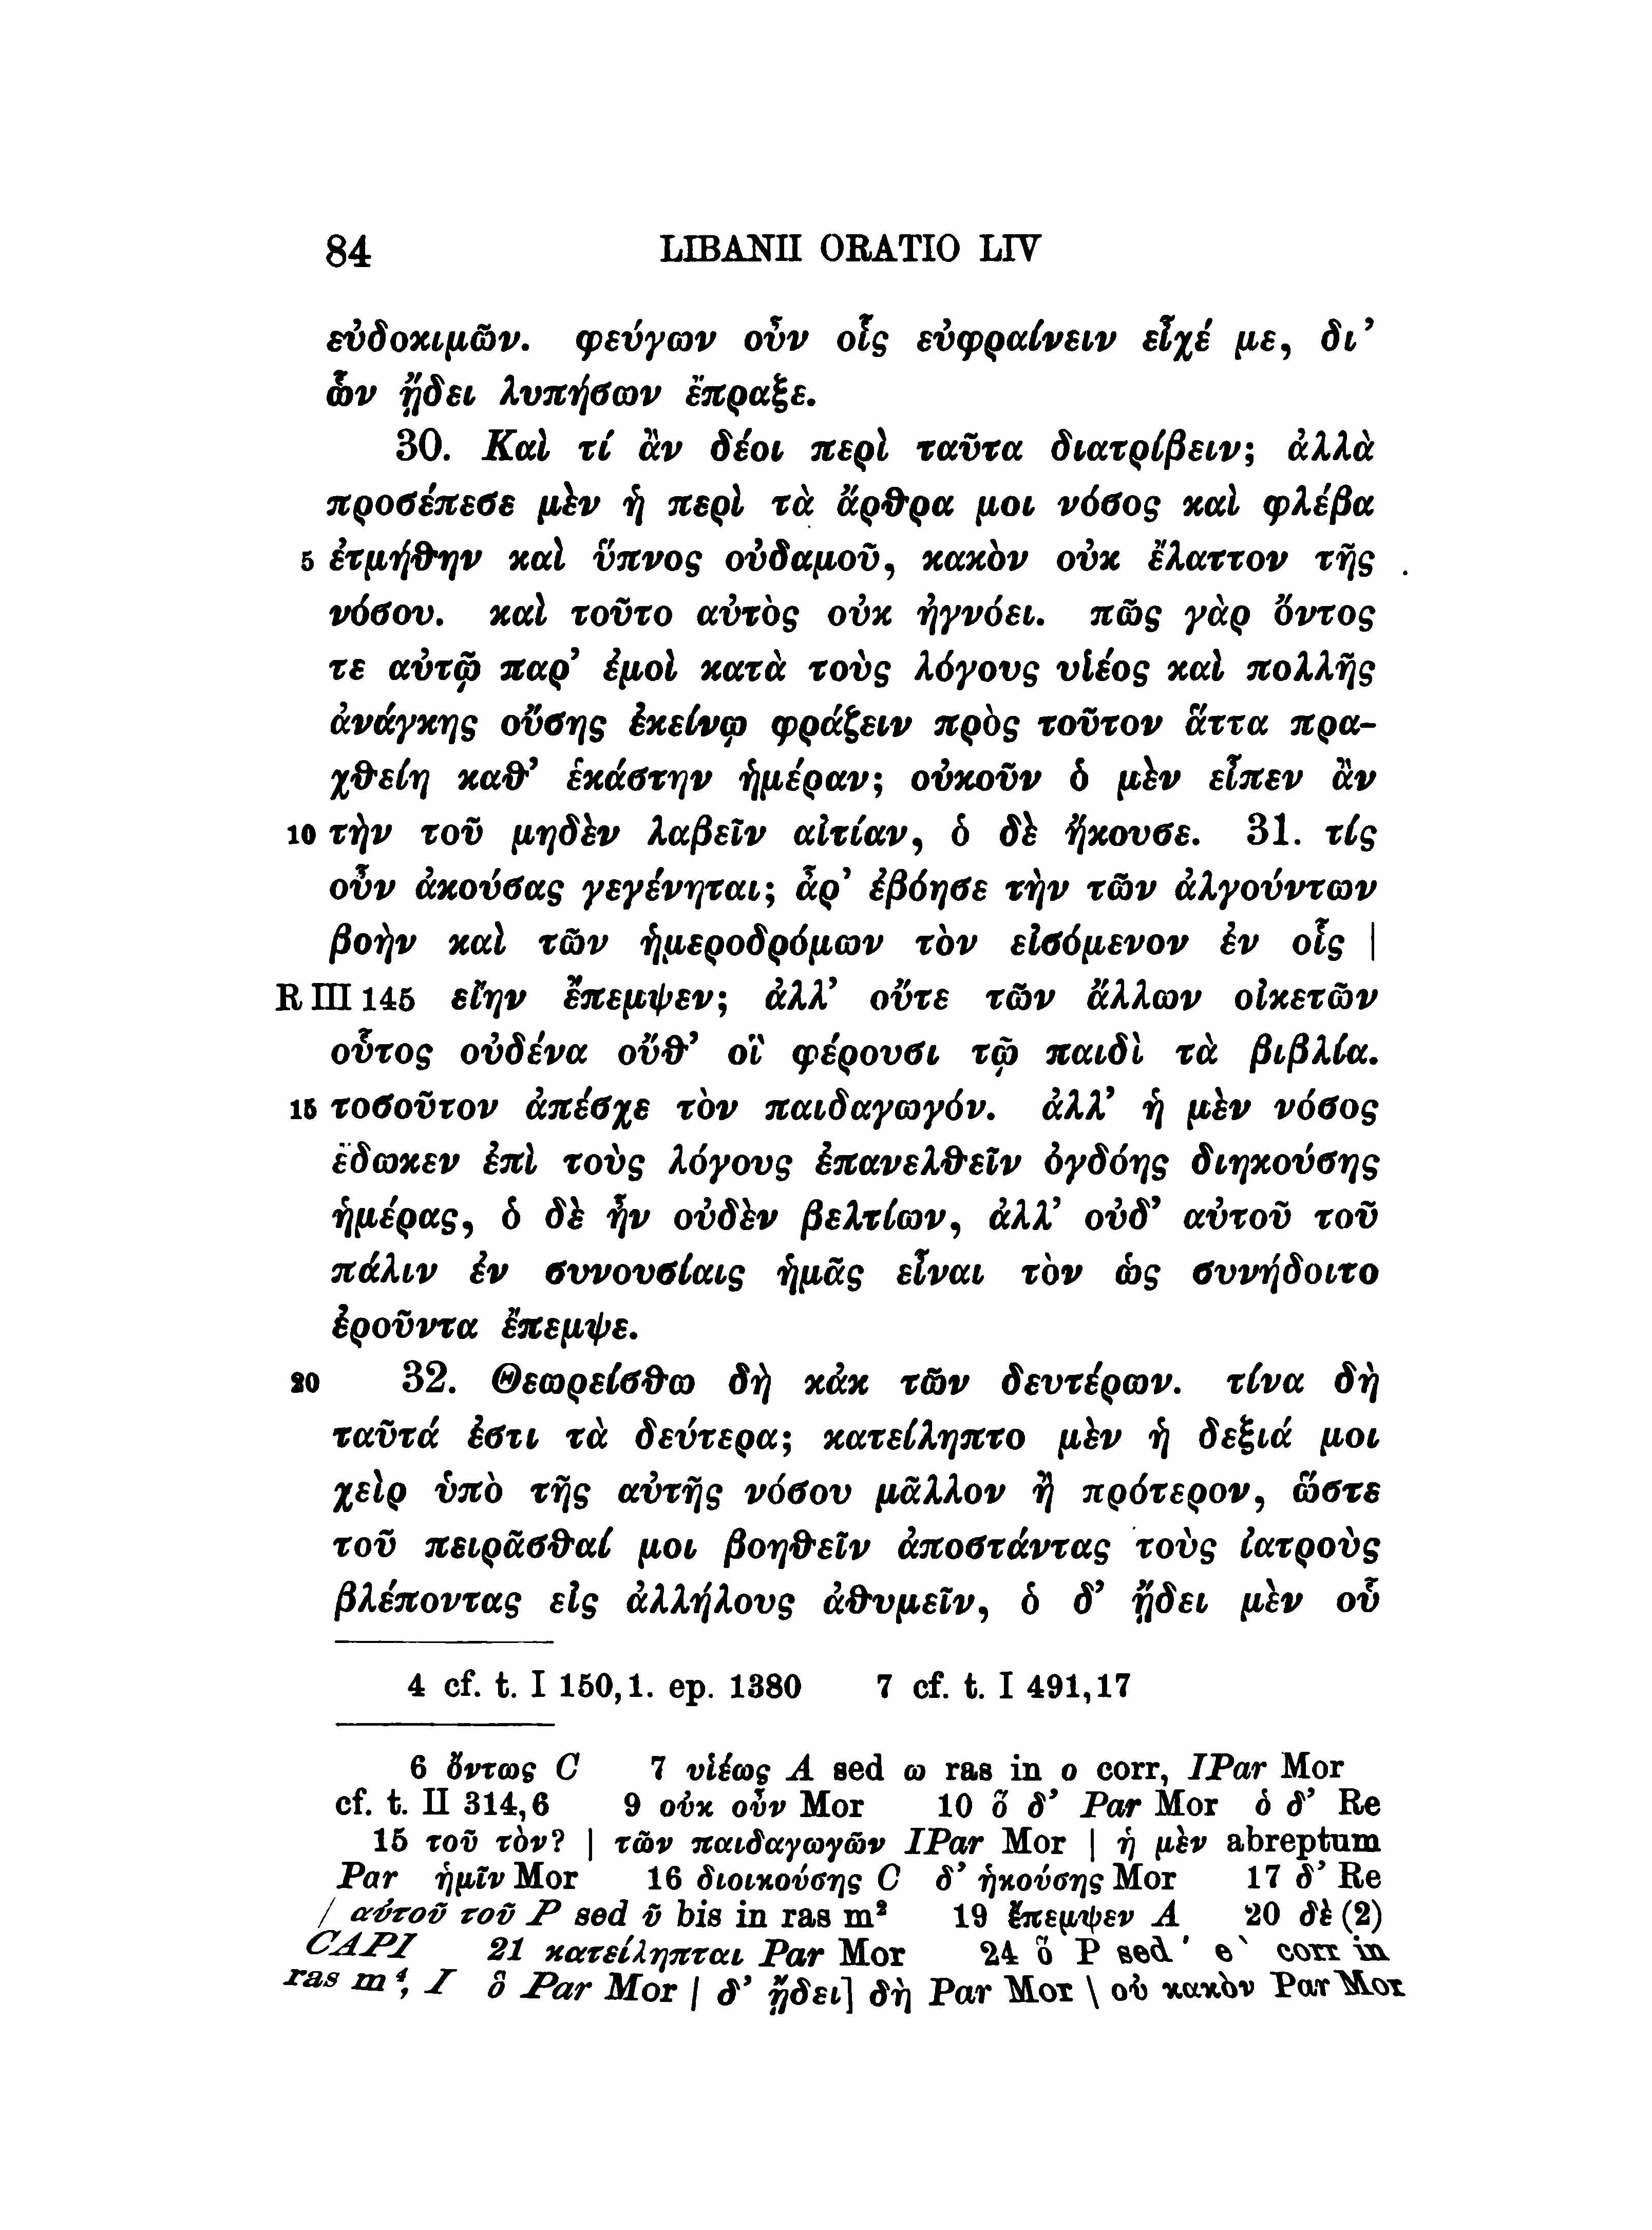 84 LIBANII ORATIO LIV
εὐδοκιμῶν. φεύγων οὖν οἷς εὐφραίνειν εἶχέ με, δι’
ὧν ᾔδει λυπήσων ἔπραξε.
30. Καὶ τί ἂν δέοι περὶ ταῦτα διατρίβειν; ἀλλὰ
προσέπεσε μὲν ἡ περὶ τὰ ἄρθρα μοι νόσος καὶ φλέβα
5 ἐτμήθην καὶ ὕπνος οὐδαμοῦ, κακὸν οὐκ ἔλαττον τῆς
νόσου. καὶ τοῦτο αὐτὸς οὐκ ἠγνόει. πῶς γὰρ ὄντος
τε αὐτῷ παρ’ ἐμοὶ κατὰ τοὺς λόγους υἱέος καὶ πολλῆς
ἀνάγκης οὔσης ἐκείνῳ φράζειν πρὸς τοῦτον ἅττα πρα-
χθείη καθ’ ἑκάστην ἡμέραν; οὐκοῦν ὁ μὲν εἶπεν ἂν
10 τὴν τοῦ μηδὲν λαβεῖν αἰτίαν, ὁ δὲ ἤκουσε. 31. τίς
οὖν ἀκούσας γεγένηται; ἆρ’ ἐβόησε τὴν τῶν ἀλγούντων
βοὴν καὶ τῶν ἡμεροδρόμων τὸν εἰσόμενον ἐν οἷς |
R III 145 εἴην ἔπεμψεν; ἀλλ’ οὔτε τῶν ἄλλων οἰκετῶν
οὗτος οὐδένα οὔθ’ οἳ φέρουσι τῷ παιδὶ τὰ βιβλία.
15 τοσοῦτον ἀπέσχε τὸν παιδαγωγόν. ἀλλ’ ἡ μὲν νόσος
ἔδωκεν ἐπὶ τοὺς λόγους ἐπανελθεῖν ὀγδόης διηκούσης
ἡμέρας, ὁ δὲ ἦν οὐδὲν βελτίων, ἀλλ’ οὐδ’ αὐτοῦ τοῦ
πάλιν ἐν συνουσίαις ἡμᾶς εἶναι τὸν ὡς συνήδοιτο
ἐροῦντα ἔπεμψε.
20 32. Θεωρείσθω δὴ κἀκ τῶν δευτέρων. τίνα δὴ
ταῦτά ἐστι τὰ δεύτερα; κατείληπτο μὲν ἡ δεξιά μοι
χεὶρ ὑπὸ τῆς αὐτῆς νόσου μᾶλλον ἢ πρότερον, ὥστε
τοῦ πειρᾶσθαί μοι βοηθεῖν ἀποστάντας τοὺς ἰατροὺς
βλέποντας εἰς ἀλλήλους ἀθυμεῖν, ὁ δ’ ᾔδει μὲν οὗ
4 cf. t. I 150,1. ep. 1380 7 cf. t. I 491,17
6 ὄντως C 7 υἱέως A sed ω ras in o corr, IPar Mor
cf. t. II 314,6 9 οὐκ οὖν Mor 10 ὃ δ’ Par Mor ὁ δ’ Re
15 τοῦ τὸν? | τῶν παιδαγωγῶν IPar Mor | ἡ μὲν abreptum
Par ἡμῖν Mor 16 διοικούσης C δ’ ἡκούσης Mor 17 δ’ Re
| αὐτοῦ τοῦ P sed ῦ bis in ras m² 19 ἔπεμψεν A 20 δὲ (2)
CAPI 21 κατείληπται Par Mor 24 ὃ P sed ' e ‵ corr in
ras m⁴, I ὃ Par Mor | δ’ ᾔδει] δὴ Par Mor | οὐ κακὸν Par Mor